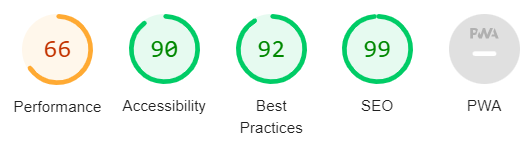 66
90
92
99
PWA
Performance
Accessibility
Best
Practices
SEO
PWA